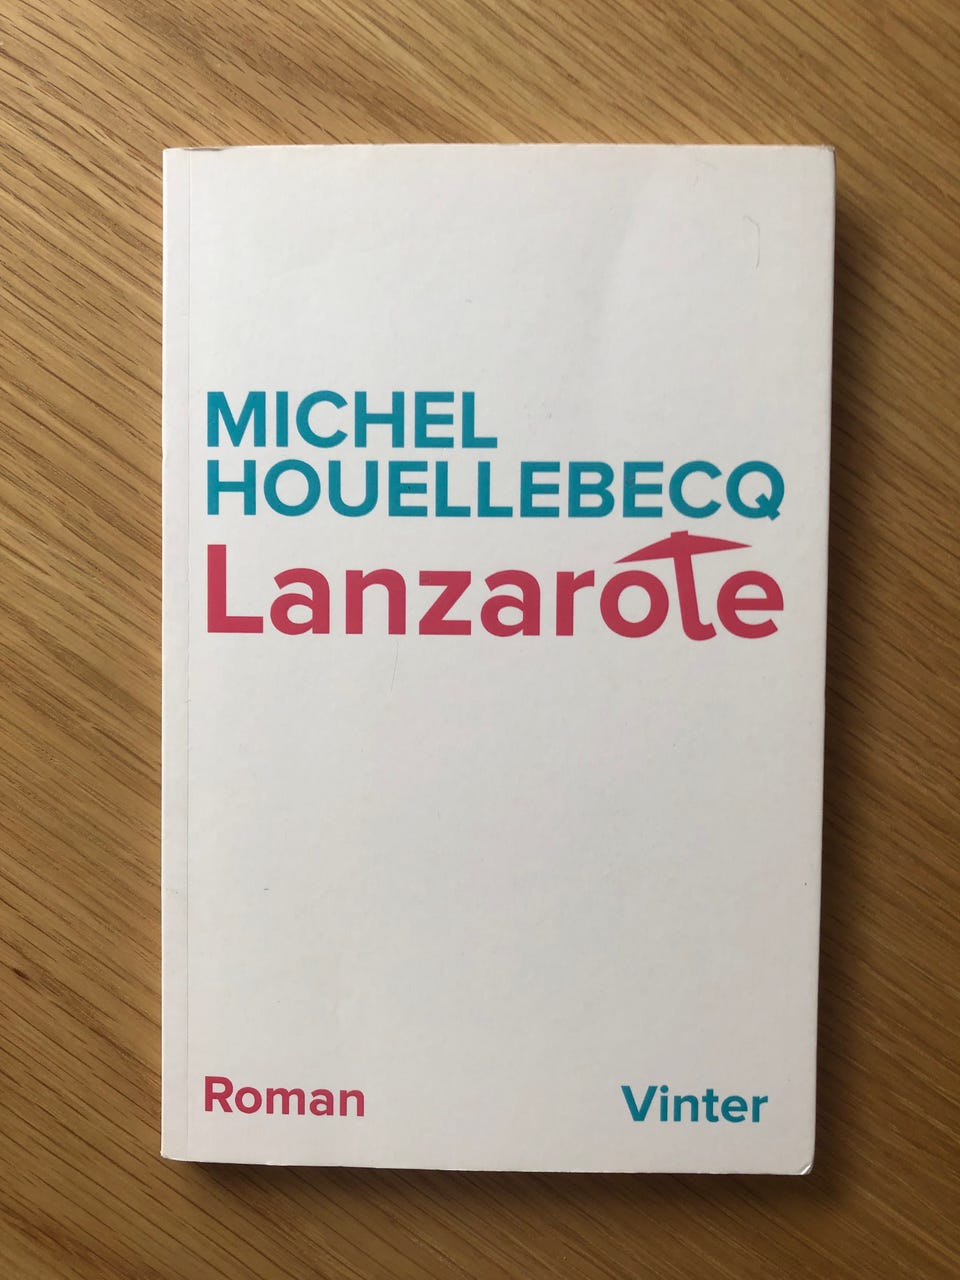 MICHEL
HOUELLEBECQ
Lanzarote
Roman
Vinter